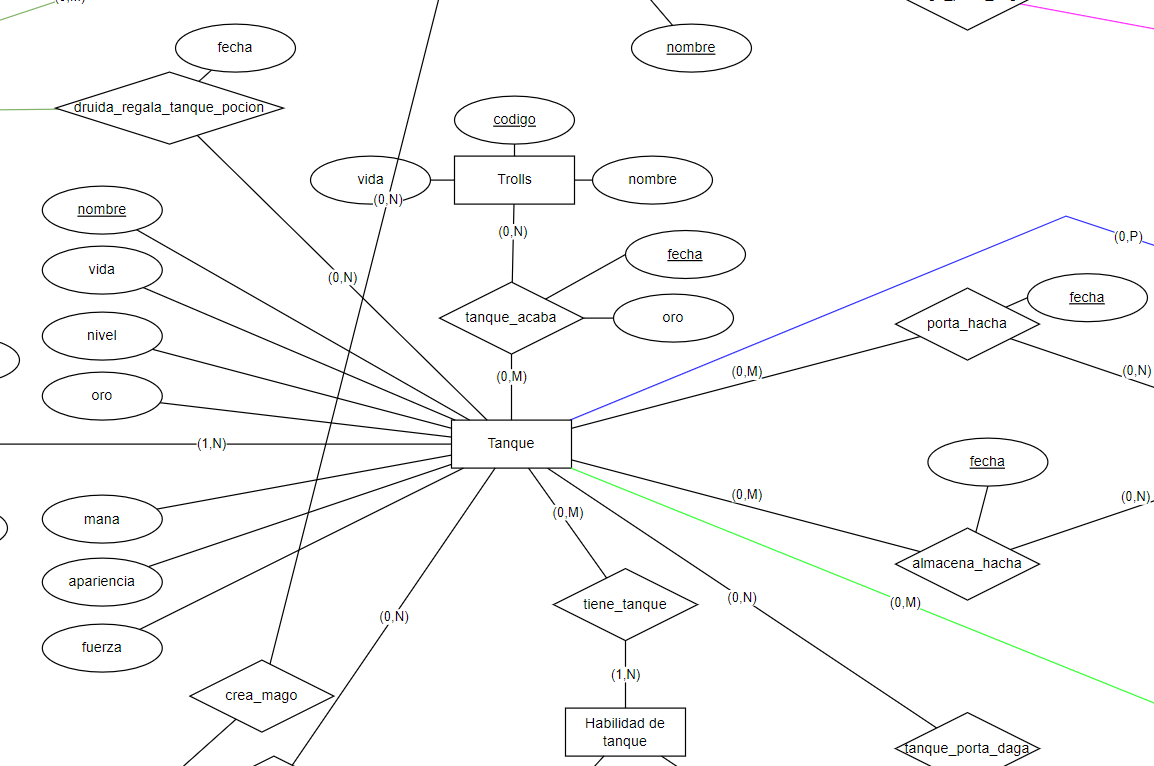 fecha
nombre
druida_regala_tanque_pocion
codigo
vida
Trolls
nombre
(0,N)
nombre
(0,N)
(0,P)
fecha
vida
(0,N)
fecha
nivel
tanque_acaba
oro
porta_hacha
(0,M)
(0,M)
(0,N)
oro
(1,N)
Tanque
fecha
(0,M)
(0,N)
mana
(0,M)
almacena_hacha
apariencia
(0,N)
(0,M)
tiene_tanque
(0,N)
fuerza
(1,N)
crea_mago
Habilidad de
tanque
tanque_porta_daga